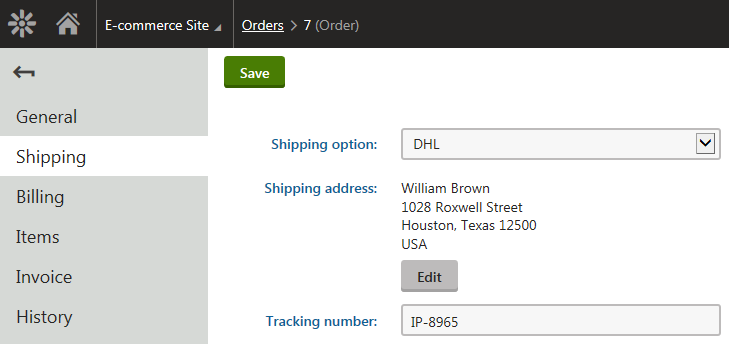 E-commerce Site Orders > 7 (Order)
Save
General
Shipping
Billing
Items
Invoice
History
Shipping option: DHL
Shipping address: William Brown
1028 Roxwell Street
Houston, Texas 12500
USA
Edit
Tracking number: IP-8965